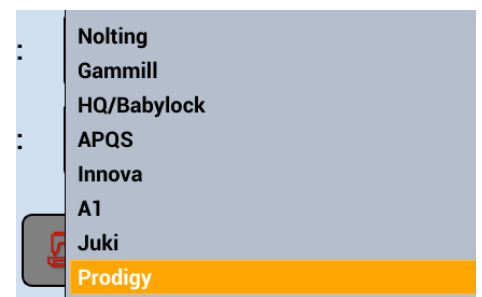 :
:
Nolting
Gammill
HQ/Babylock
APQS
Innova
A1
Juki
Prodigy